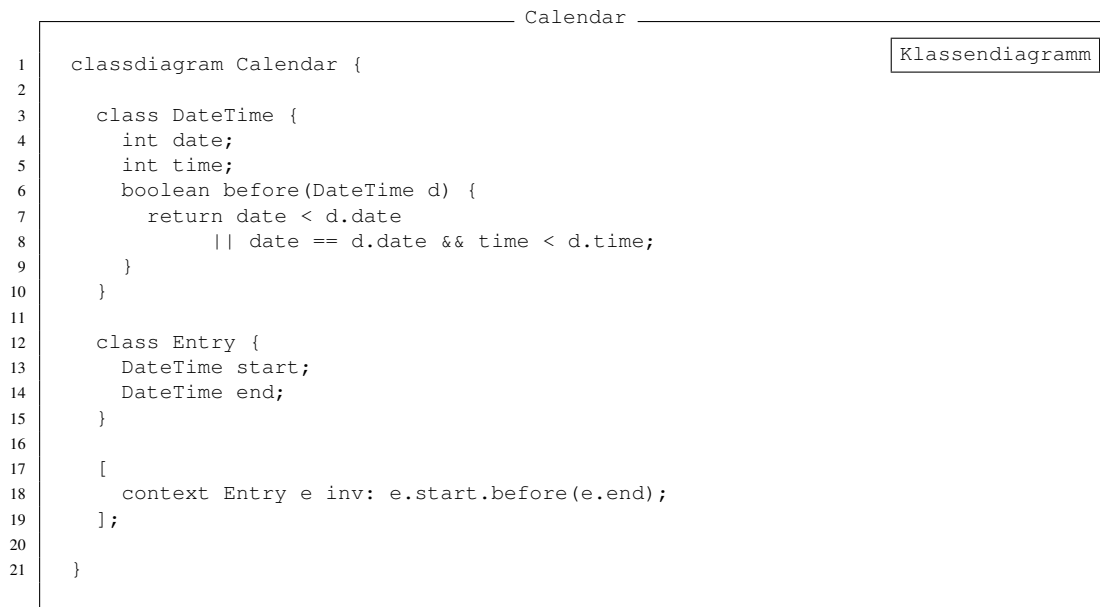 Calendar
Klassendiagramm
1 classdiagram Calendar {
2
3 class DateTime {
4 int date;
5 int time;
6 boolean before(DateTime d) {
7 return date < d.date
8 || date == d.date && time < d.time;
9 }
10 }
11
12 class Entry {
13 DateTime start;
14 DateTime end;
15 }
16
17 [
18 context Entry e inv: e.start.before(e.end);
19 ];
20
21 }